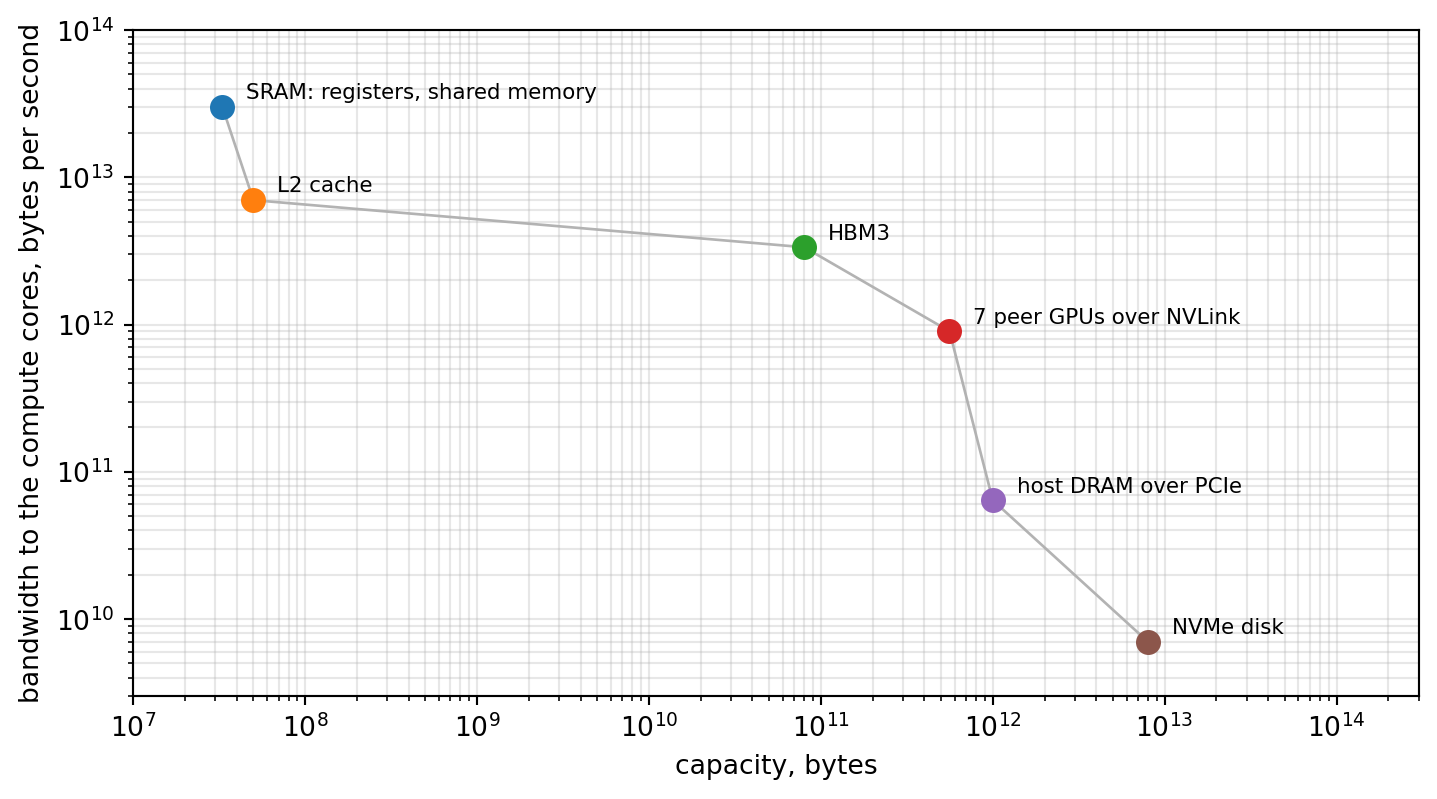 bandwidth to the compute cores, bytes per second
10^14
10^13
10^12
10^11
10^10
SRAM: registers, shared memory
L2 cache
HBM3
7 peer GPUs over NVLink
host DRAM over PCIe
NVMe disk
10^7 10^8 10^9 10^10 10^11 10^12 10^13 10^14
capacity, bytes